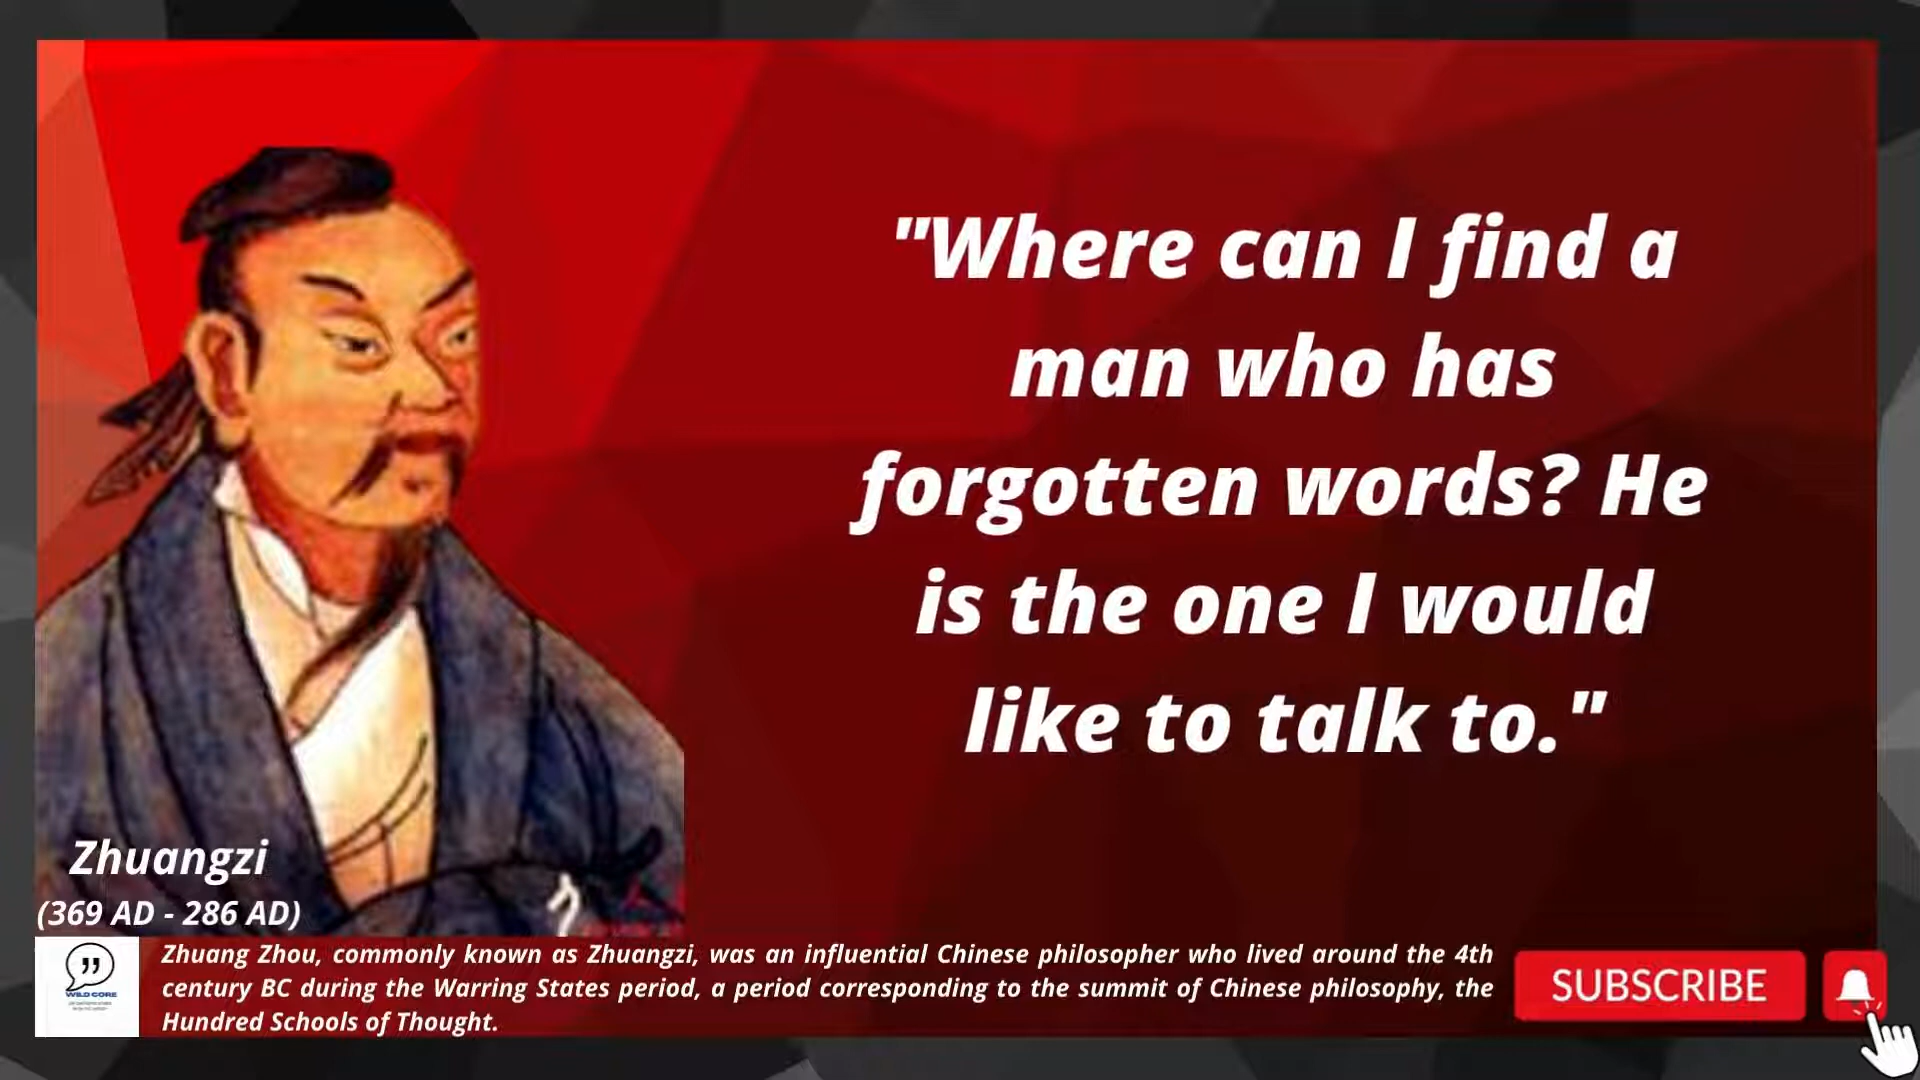 "Where can I find a
man who has
forgotten words? He
is the one I would
like to talk to."
Zhuangzi
(369 AD - 286 AD)
WILD CORE
Zhuang Zhou, commonly known as Zhuangzi, was an influential Chinese philosopher who lived around the 4th
century BC during the Warring States period, a period corresponding to the summit of Chinese philosophy, the
Hundred Schools of Thought.
SUBSCRIBE